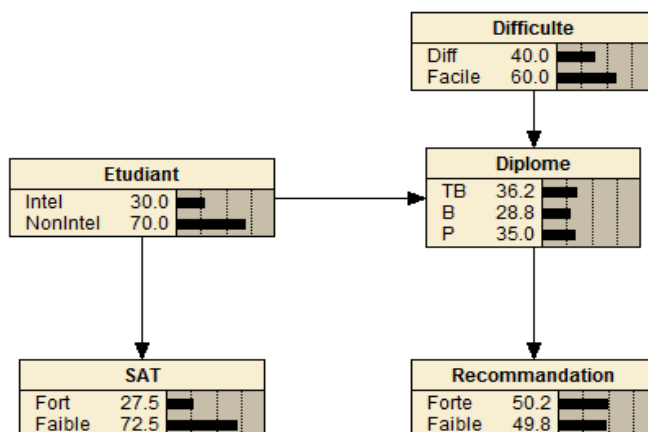 Difficulte
Diff 40.0
Facile 60.0
Etudiant
Intel 30.0
NonIntel 70.0
Diplome
TB 36.2
B 28.8
P 35.0
SAT
Fort 27.5
Faible 72.5
Recommandation
Forte 50.2
Faible 49.8